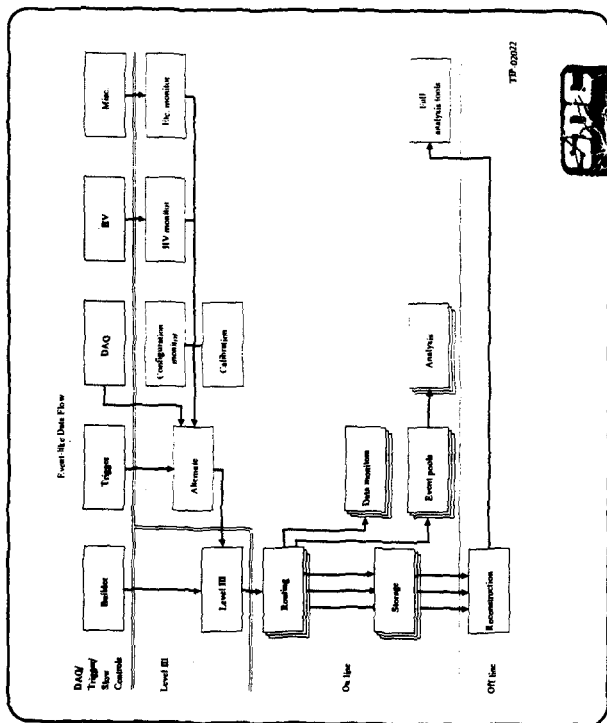 Event-like Data Flow
DAQ/
Trigger/
Slow
Controls
Builder
Trigger
DAQ
HV
Misc.
Level III
Level III
Alternate
Configuration
monitor
Calibration
HV monitor
Etc. monitor
On line
Routing
Data monitors
Storage
Event pools
Analysis
Off line
Reconstruction
Full
analysis tools
TIP-02022